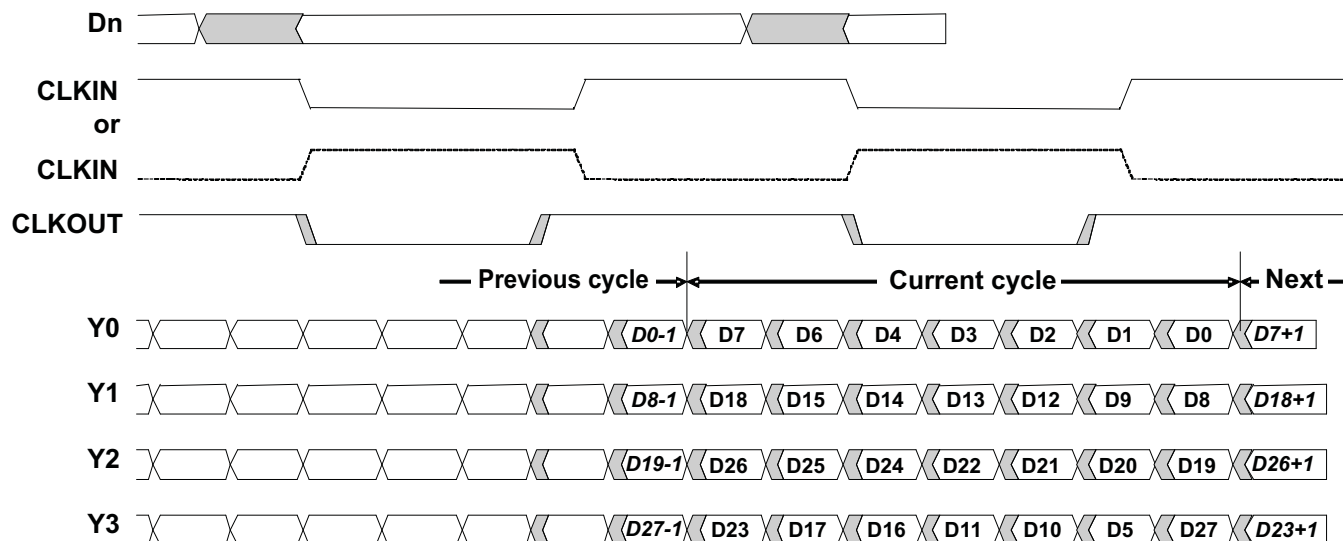 Dn
CLKIN
or
CLKIN
CLKOUT
Previous cycle Current cycle Next
Y0 D0-1 D7 D6 D4 D3 D2 D1 D0 D7+1
Y1 D8-1 D18 D15 D14 D13 D12 D9 D8 D18+1
Y2 D19-1 D26 D25 D24 D22 D21 D20 D19 D26+1
Y3 D27-1 D23 D17 D16 D11 D10 D5 D27 D23+1